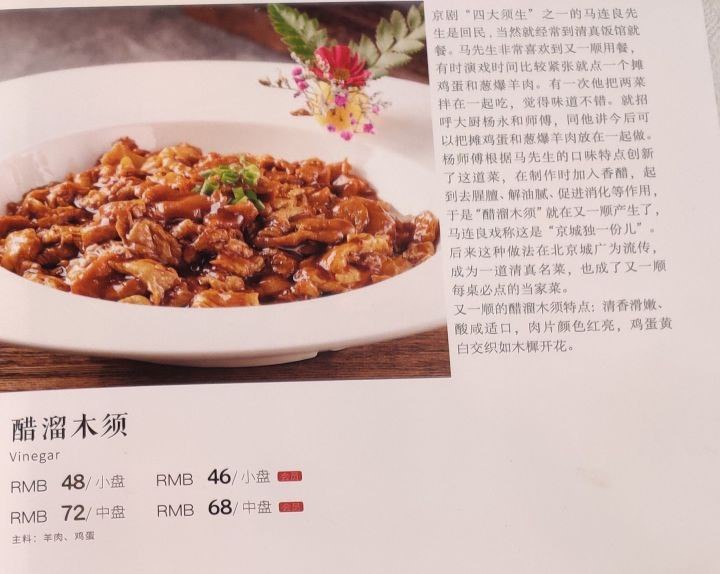 京剧“四大须生”之一的马连良先
生是回民，当然就经常到清真饭馆就
餐。马先生非常喜欢到又一顺用餐，
有时演戏时间比较紧张就点一个摊
鸡蛋和葱爆羊肉。有一次他把两菜
拌在一起吃，觉得味道不错。就招
呼大厨杨永和师傅，同他讲今后可
以把摊鸡蛋和葱爆羊肉放在一起做。
杨师傅根据马先生的口味特点创新
了这道菜，在制作时加入香醋，起
到去腥膻、解油腻、促进消化等作用，
于是“醋溜木须”就在又一顺产生了，
马连良戏称这是“京城独一份儿”。
后来这种做法在北京城广为流传，
成为一道清真名菜，也成了又一顺
每桌必点的当家菜。
又一顺的醋溜木须特点：清香滑嫩、
酸咸适口，肉片颜色红亮，鸡蛋黄
白交织如木樨开花。
醋溜木须
Vinegar
RMB 48/小盘 RMB 46/小盘 会员
RMB 72/中盘 RMB 68/中盘 会员
主料：羊肉、鸡蛋